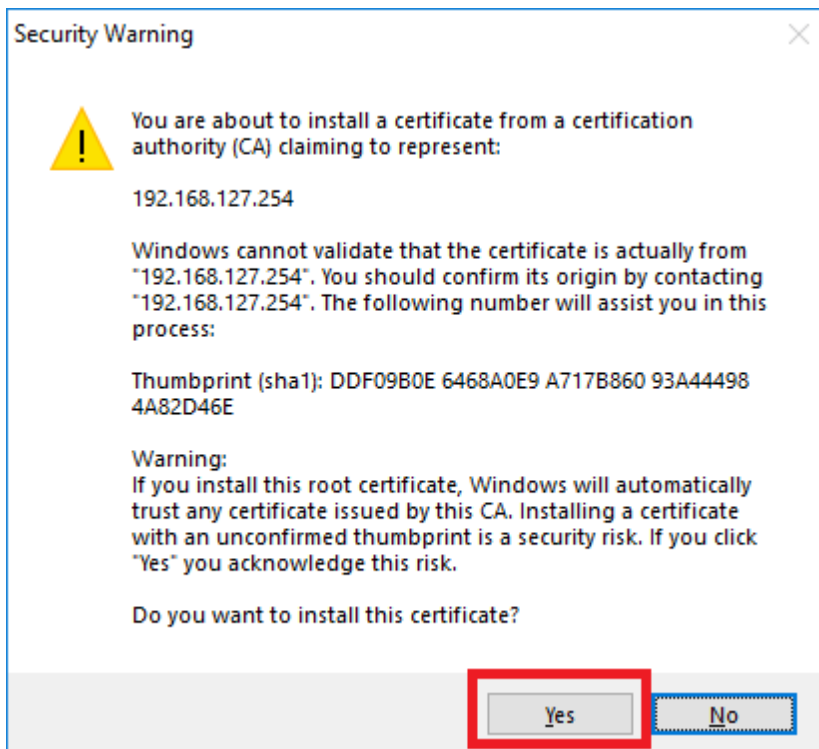 Security Warning
You are about to install a certificate from a certification
authority (CA) claiming to represent:
192.168.127.254
Windows cannot validate that the certificate is actually from
"192.168.127.254". You should confirm its origin by contacting
"192.168.127.254". The following number will assist you in this
process:
Thumbprint (sha1): DDF09B0E 6468A0E9 A717B860 93A44498
4A82D46E
Warning:
If you install this root certificate, Windows will automatically
trust any certificate issued by this CA. Installing a certificate
with an unconfirmed thumbprint is a security risk. If you click
"Yes" you acknowledge this risk.
Do you want to install this certificate?
Yes
No